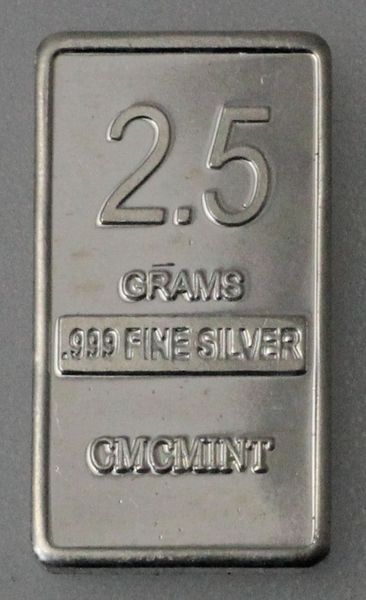 2.5
GRAMS
.999 FINE SILVER
CMCMINT